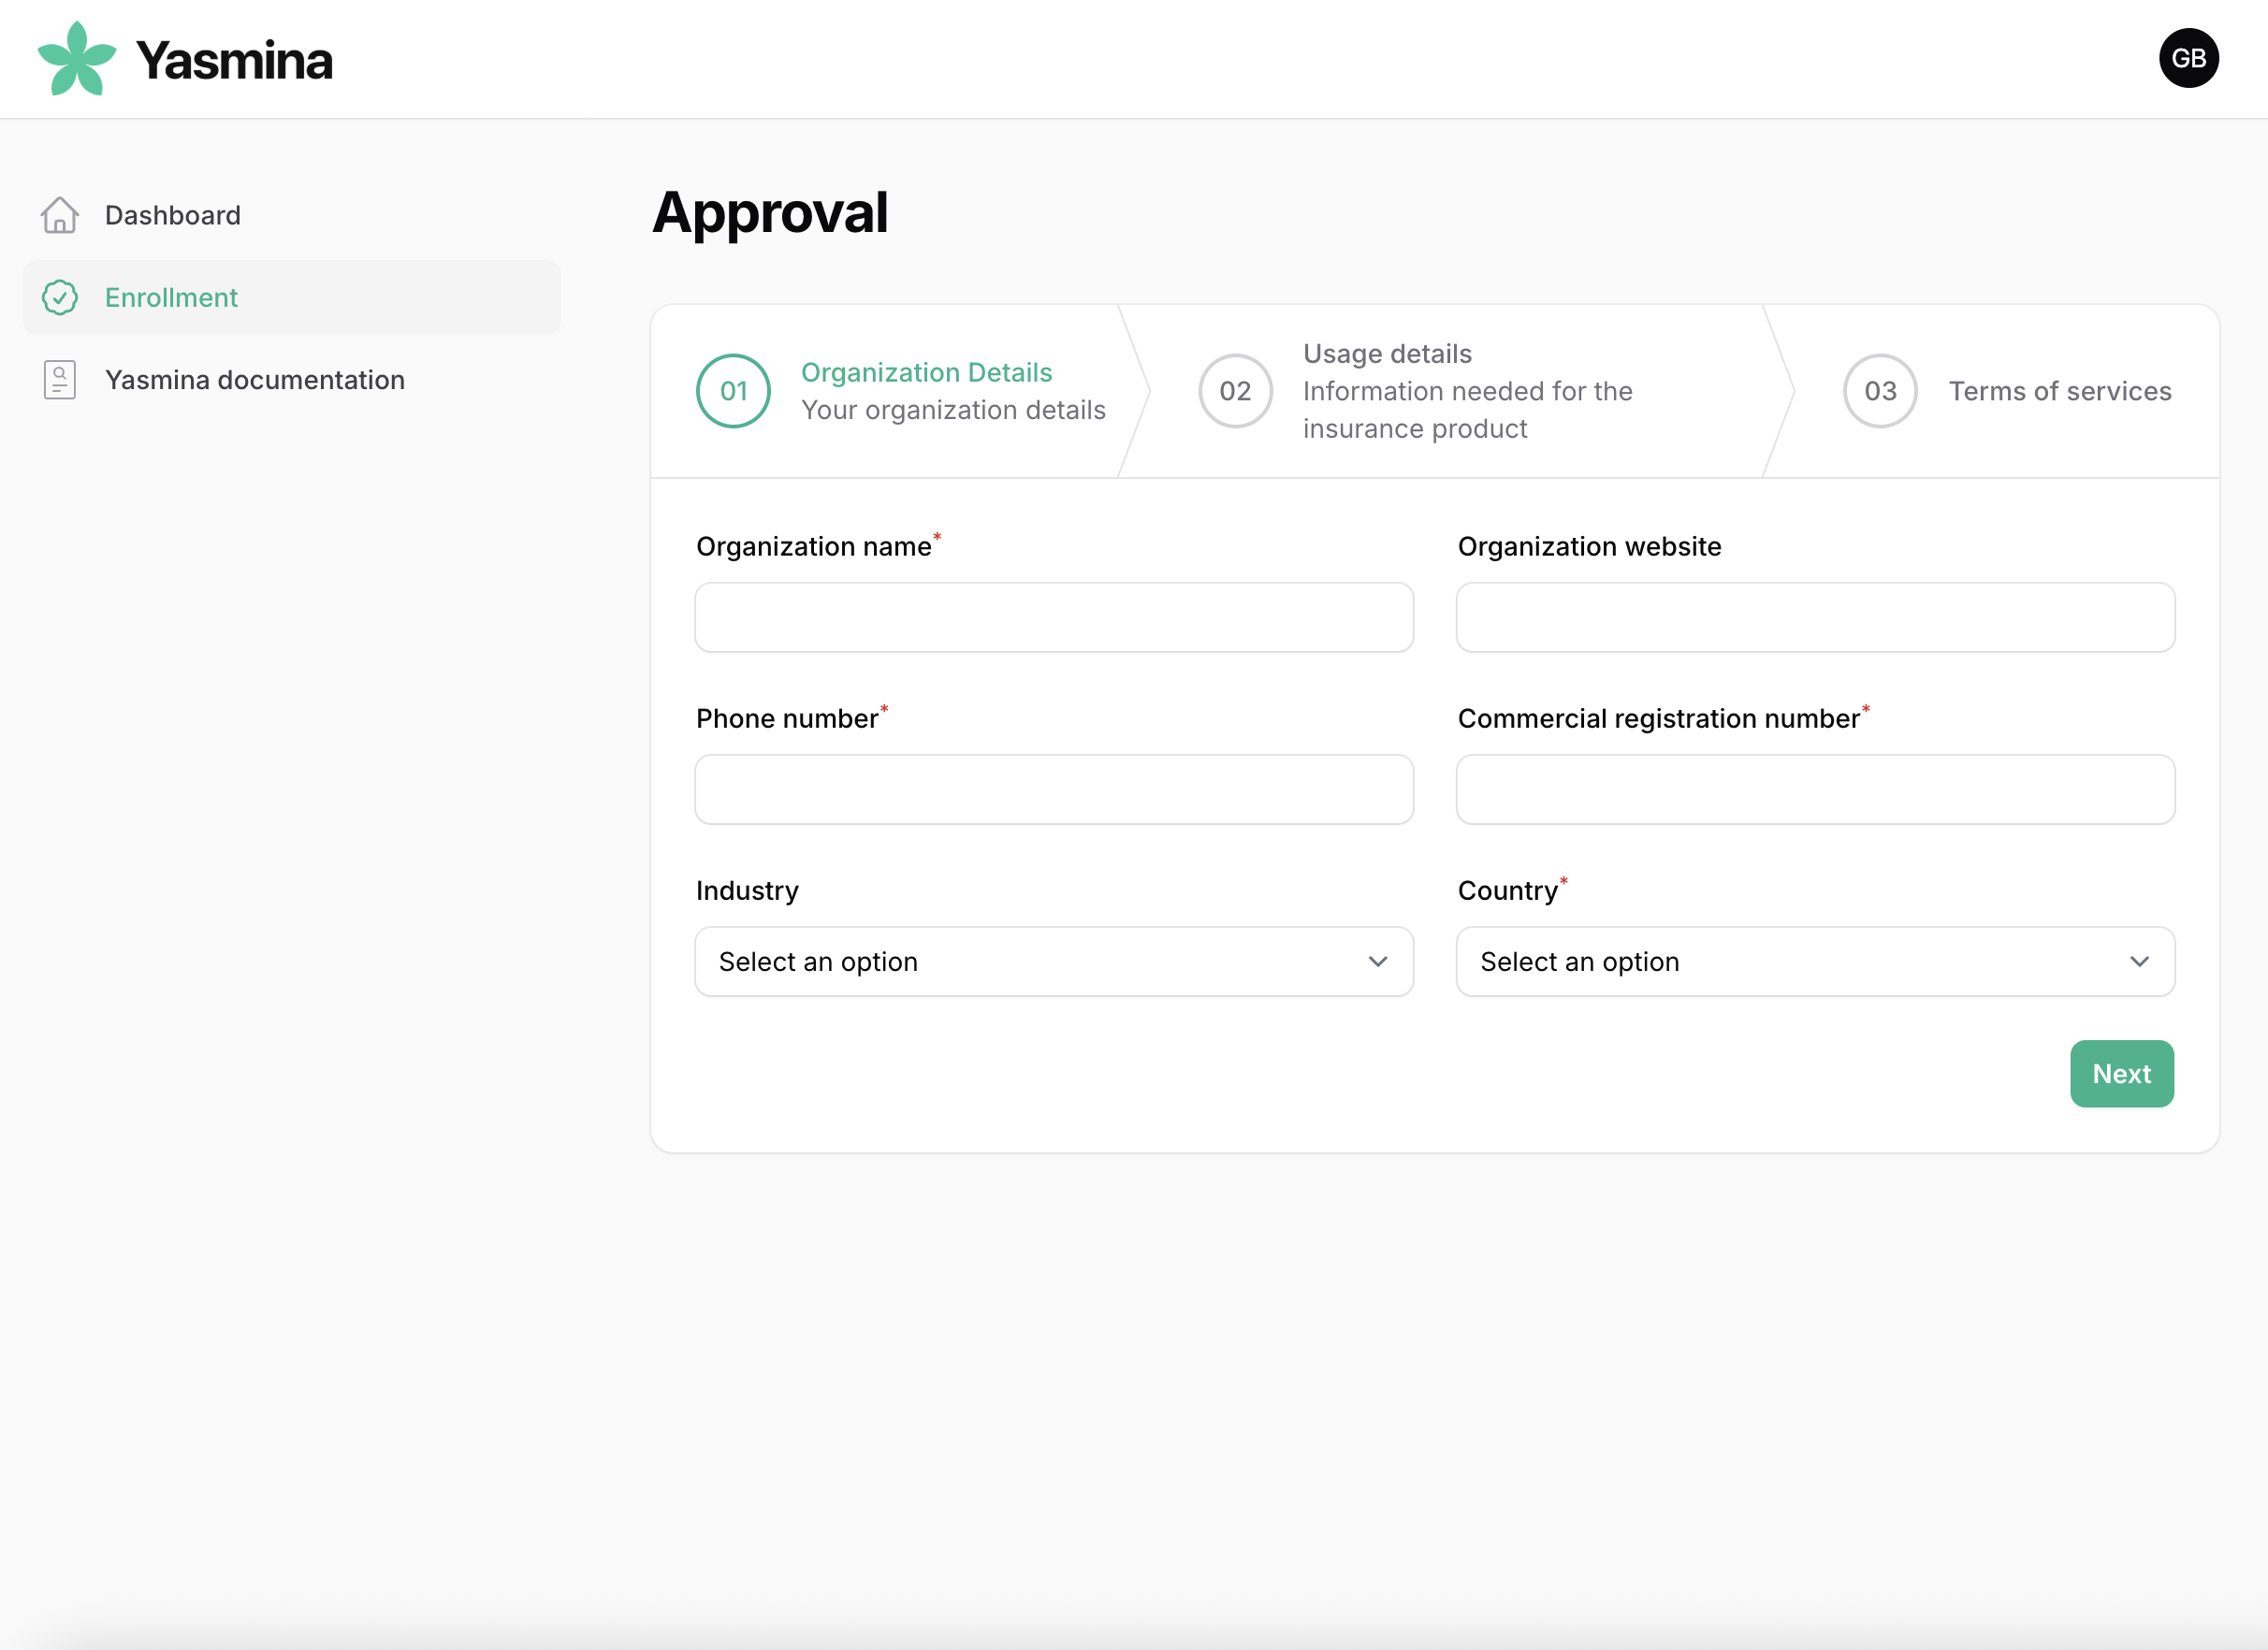 Yasmina
GB
Dashboard
Enrollment
Yasmina documentation
Approval
01
Organization Details
Your organization details
02
Usage details
Information needed for the
insurance product
03
Terms of services
Organization name*
Organization website
Phone number*
Commercial registration number*
Industry
Country*
Select an option
Select an option
Next